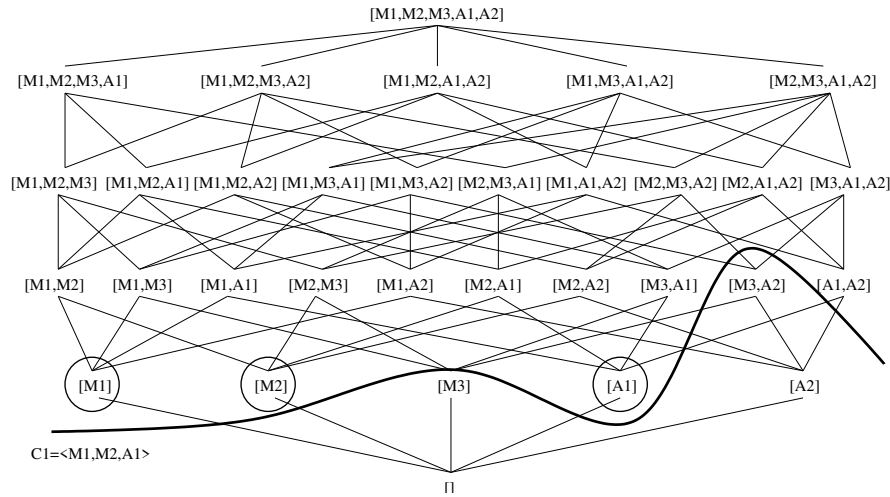 [M1,M2,M3,A1,A2]
[M1,M2,M3,A1] [M1,M2,M3,A2] [M1,M2,A1,A2] [M1,M3,A1,A2] [M2,M3,A1,A2]
[M1,M2,M3] [M1,M2,A1] [M1,M2,A2] [M1,M3,A1] [M1,M3,A2] [M2,M3,A1] [M1,A1,A2] [M2,M3,A2] [M2,A1,A2] [M3,A1,A2]
[M1,M2] [M1,M3] [M1,A1] [M2,M3] [M1,A2] [M2,A1] [M2,A2] [M3,A1] [M3,A2] [A1,A2]
[M1] [M2] [M3] [A1] [A2]
C1=<M1,M2,A1>
[]